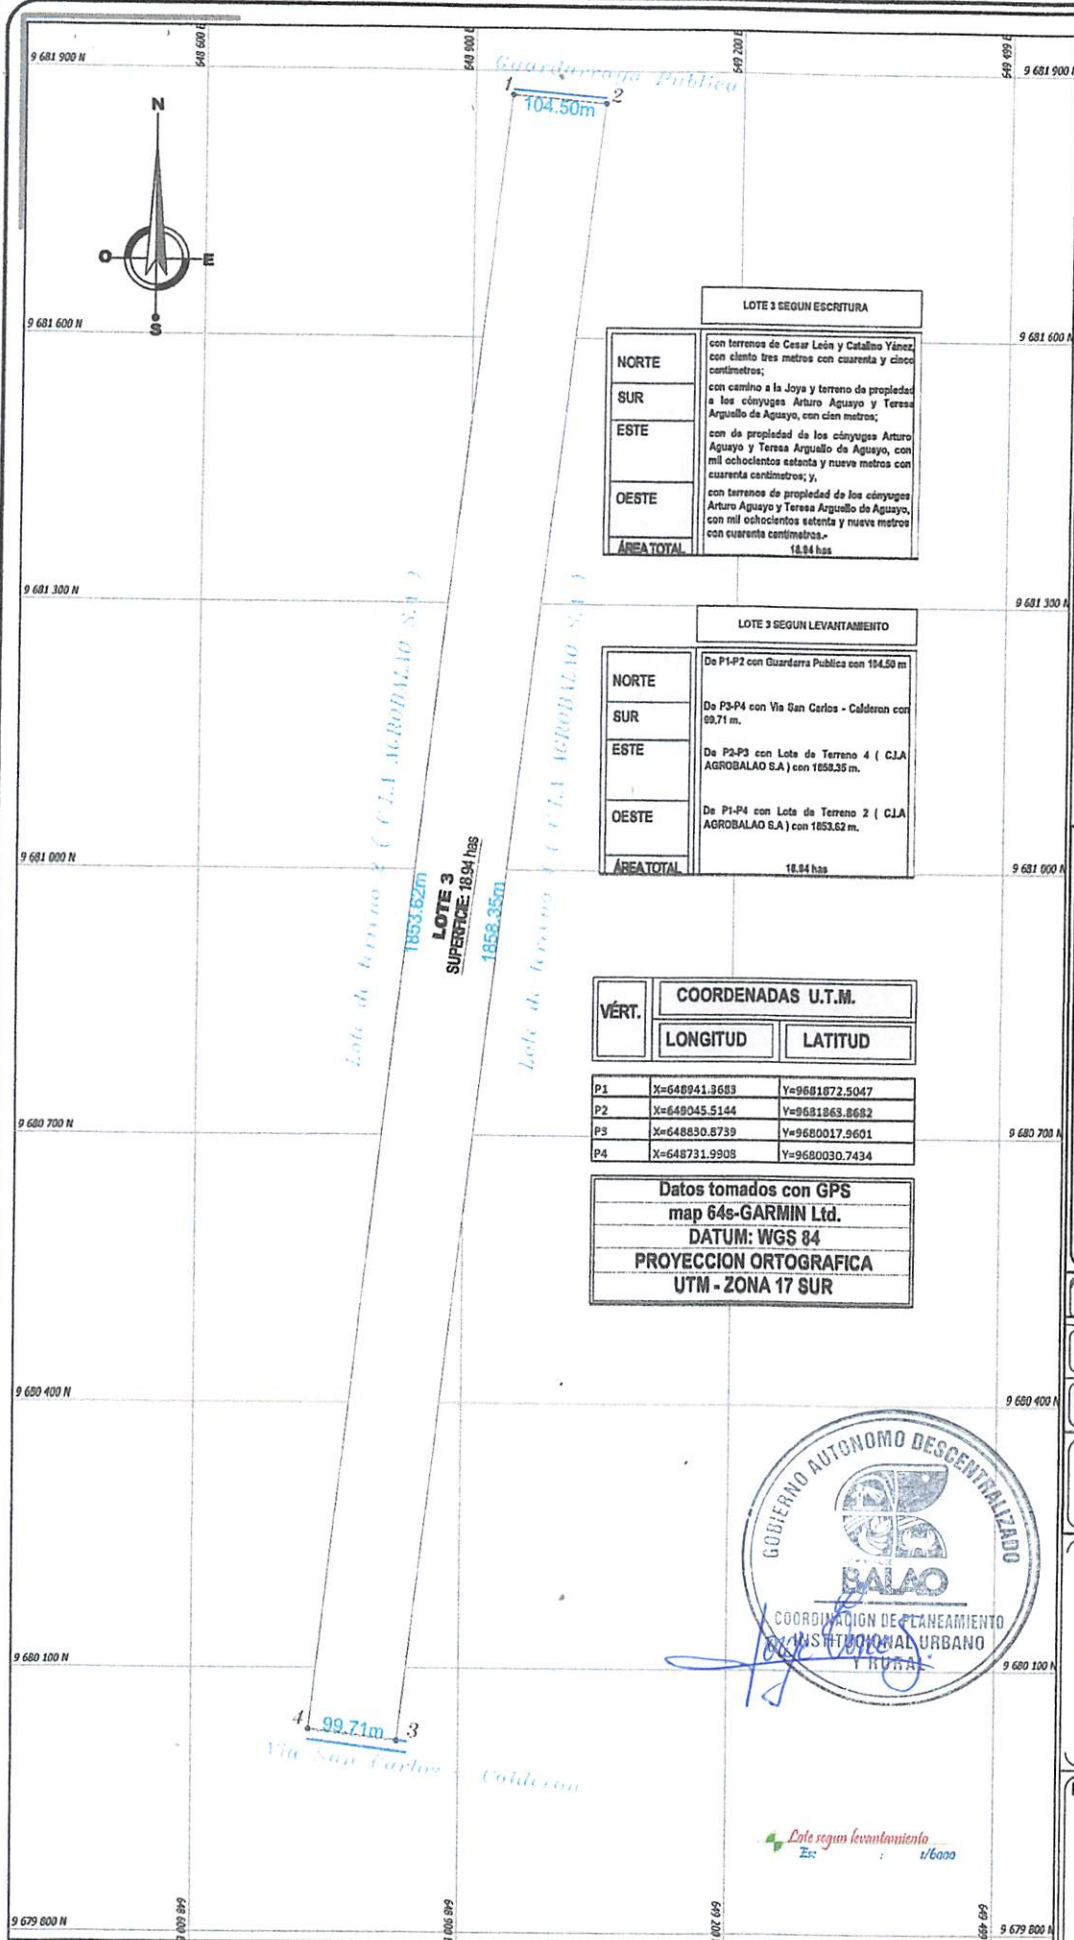 648 600 E
648 900 E
649 200 E
649 499 E
9 681 900 N
9 681 900 N
Guardarraya Publica
1
2
104.50m
N
O
E
S
9 681 600 N
9 681 600 N
LOTE 3 SEGUN ESCRITURA
NORTE
con terrenos de Cesar León y Catalino Yánez,
con ciento tres metros con cuarenta y cinco
centímetros;
SUR
con camino a la Joya y terreno de propiedad
a los cónyuges Arturo Aguayo y Teresa
Arguello de Aguayo, con cien metros;
ESTE
con de propiedad de los cónyuges Arturo
Aguayo y Teresa Arguello de Aguayo, con
mil ochocientos setenta y nueve metros con
cuarenta centímetros; y,
OESTE
con terrenos de propiedad de los cónyuges
Arturo Aguayo y Teresa Arguello de Aguayo,
con mil ochocientos setenta y nueve metros
con cuarenta centímetros.-
ÁREA TOTAL
18.94 has
9 681 300 N
9 681 300 N
LOTE 3 SEGUN LEVANTAMIENTO
NORTE
De P1-P2 con Guardarra Publica con 104.50 m
SUR
De P3-P4 con Via San Carlos - Calderon con
99.71 m.
ESTE
De P2-P3 con Lote de Terreno 4 ( C.I.A
AGROBALAO S.A ) con 1858.35 m.
OESTE
De P1-P4 con Lote de Terreno 2 ( C.I.A
AGROBALAO S.A ) con 1853.62 m.
ÁREA TOTAL
18.94 has
9 681 000 N
9 681 000 N
Lote de terreno 2 ( C.I.A AGROBALAO S.A )
1853.62m
LOTE 3
SUPERFICIE: 18.94 has
1858.35m
Lote de terreno 4 ( C.I.A AGROBALAO S.A )
VÉRT.
COORDENADAS U.T.M.
LONGITUD
LATITUD
P1 X=648941.3683 Y=9681872.5047
P2 X=649045.5144 Y=9681863.8682
P3 X=648830.8739 Y=9680017.9601
P4 X=648731.9908 Y=9680030.7434
9 680 700 N
9 680 700 N
Datos tomados con GPS
map 64s-GARMIN Ltd.
DATUM: WGS 84
PROYECCION ORTOGRAFICA
UTM - ZONA 17 SUR
9 680 400 N
9 680 400 N
GOBIERNO AUTONOMO DESCENTRALIZADO
BALAO
COORDINACION DE PLANEAMIENTO
INSTITUCIONAL URBANO
Y RURAL
9 680 100 N
9 680 100 N
4
99.71m
3
Via San Carlos - Calderon
Lote segun levantamiento
Esc : 1/6000
9 679 800 N
648 600 E
648 900 E
649 200 E
649 499
9 679 800 N